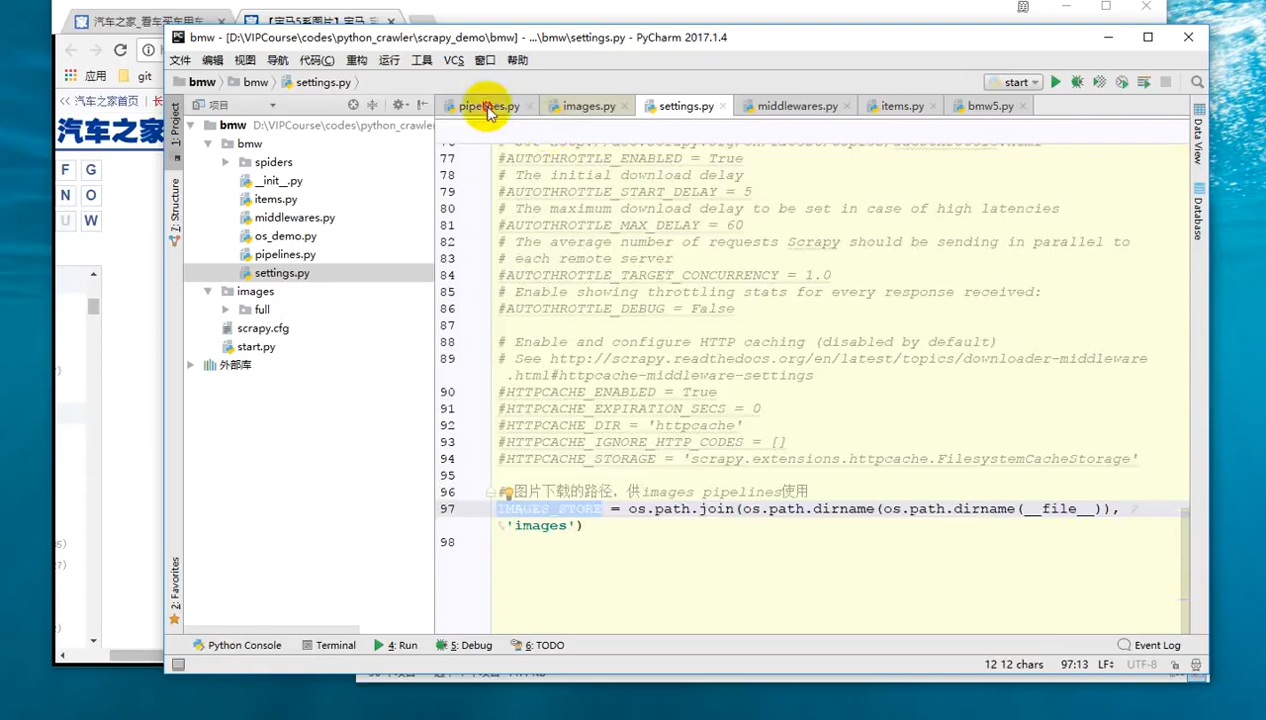 汽车之家_看车买车用车
【宝马5系图片】宝马
bmw - [D:\VIPCourse\codes\python_crawler\scrapy_demo\bmw] - ...\bmw\settings.py - PyCharm 2017.1.4
文件 编辑 视图 导航 代码(C) 重构 运行 工具 VCS 窗口 帮助
bmw bmw settings.py
start
应用 git
项目
pipelines.py images.py settings.py middlewares.py items.py bmw5.py
<< 汽车之家首页
汽车之家
F G
N O
U W
1: Project
7: Structure
2: Favorites
bmw D:\VIPCourse\codes\python_crawler
bmw
spiders
__init__.py
items.py
middlewares.py
os_demo.py
pipelines.py
settings.py
images
full
scrapy.cfg
start.py
外部库
77 #AUTOTHROTTLE_ENABLED = True
78 # The initial download delay
79 #AUTOTHROTTLE_START_DELAY = 5
80 # The maximum download delay to be set in case of high latencies
81 #AUTOTHROTTLE_MAX_DELAY = 60
82 # The average number of requests Scrapy should be sending in parallel to
83 # each remote server
84 #AUTOTHROTTLE_TARGET_CONCURRENCY = 1.0
85 # Enable showing throttling stats for every response received:
86 #AUTOTHROTTLE_DEBUG = False
87
88 # Enable and configure HTTP caching (disabled by default)
89 # See http://scrapy.readthedocs.org/en/latest/topics/downloader-middleware
.html#httpcache-middleware-settings
90 #HTTPCACHE_ENABLED = True
91 #HTTPCACHE_EXPIRATION_SECS = 0
92 #HTTPCACHE_DIR = 'httpcache'
93 #HTTPCACHE_IGNORE_HTTP_CODES = []
94 #HTTPCACHE_STORAGE = 'scrapy.extensions.httpcache.FilesystemCacheStorage'
95
96 # 图片下载的路径，供images pipelines使用
97 IMAGES_STORE = os.path.join(os.path.dirname(os.path.dirname(__file__)),
'images')
98
Data View
Database
Python Console Terminal 4: Run 5: Debug 6: TODO Event Log
12 12 chars 97:13 LF÷ UTF-8